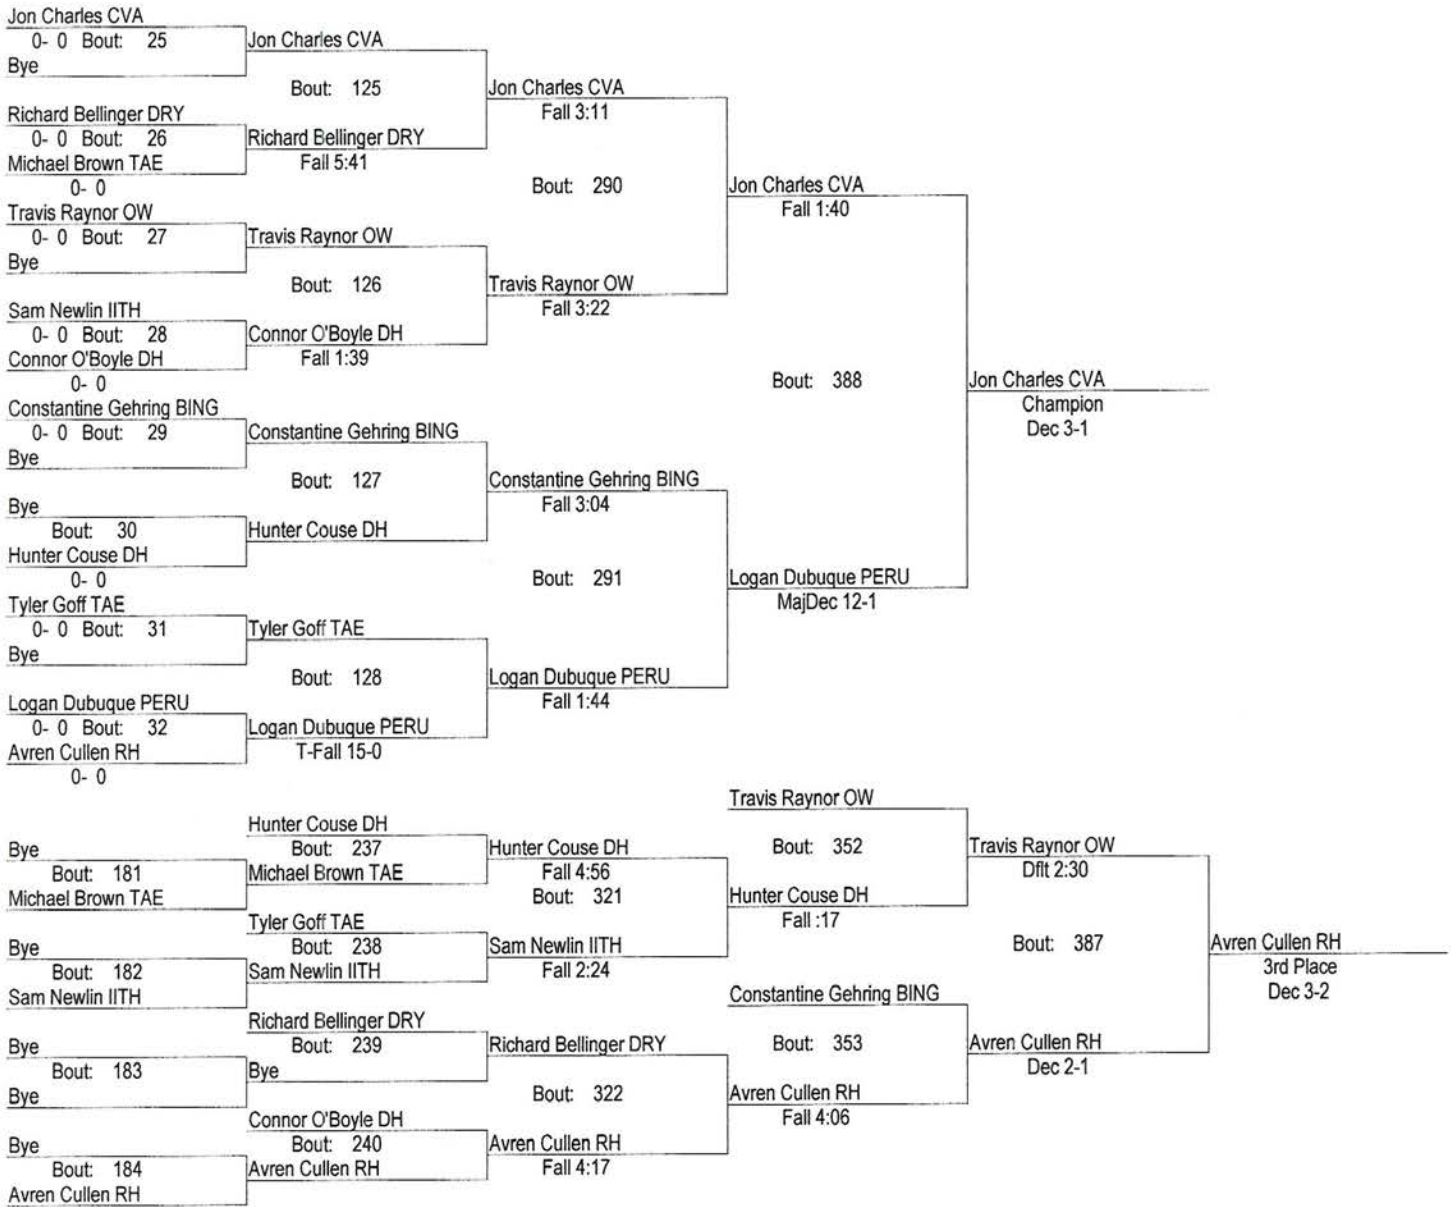 Jon Charles CVA
0- 0 Bout: 25
Bye
Jon Charles CVA
Bout: 125
Richard Bellinger DRY
0- 0 Bout: 26
Michael Brown TAE
0- 0
Richard Bellinger DRY
Fall 5:41
Jon Charles CVA
Fall 3:11
Bout: 290
Travis Raynor OW
0- 0 Bout: 27
Bye
Travis Raynor OW
Bout: 126
Sam Newlin IITH
0- 0 Bout: 28
Connor O'Boyle DH
0- 0
Connor O'Boyle DH
Fall 1:39
Travis Raynor OW
Fall 3:22
Jon Charles CVA
Fall 1:40
Bout: 388
Constantine Gehring BING
0- 0 Bout: 29
Bye
Constantine Gehring BING
Bout: 127
Bye
Bout: 30
Hunter Couse DH
0- 0
Hunter Couse DH
Constantine Gehring BING
Fall 3:04
Bout: 291
Tyler Goff TAE
0- 0 Bout: 31
Bye
Tyler Goff TAE
Bout: 128
Logan Dubuque PERU
0- 0 Bout: 32
Avren Cullen RH
0- 0
Logan Dubuque PERU
T-Fall 15-0
Logan Dubuque PERU
Fall 1:44
Logan Dubuque PERU
MajDec 12-1
Jon Charles CVA
Champion
Dec 3-1
Bye
Bout: 181
Michael Brown TAE
Hunter Couse DH
Bout: 237
Michael Brown TAE
Hunter Couse DH
Fall 4:56
Bout: 321
Bye
Bout: 182
Sam Newlin IITH
Tyler Goff TAE
Bout: 238
Sam Newlin IITH
Sam Newlin IITH
Fall 2:24
Travis Raynor OW
Bout: 352
Hunter Couse DH
Fall :17
Travis Raynor OW
Dflt 2:30
Bout: 387
Bye
Bout: 183
Bye
Richard Bellinger DRY
Bout: 239
Bye
Richard Bellinger DRY
Bout: 322
Bye
Bout: 184
Avren Cullen RH
Connor O'Boyle DH
Bout: 240
Avren Cullen RH
Avren Cullen RH
Fall 4:17
Constantine Gehring BING
Bout: 353
Avren Cullen RH
Fall 4:06
Avren Cullen RH
Dec 2-1
Avren Cullen RH
3rd Place
Dec 3-2